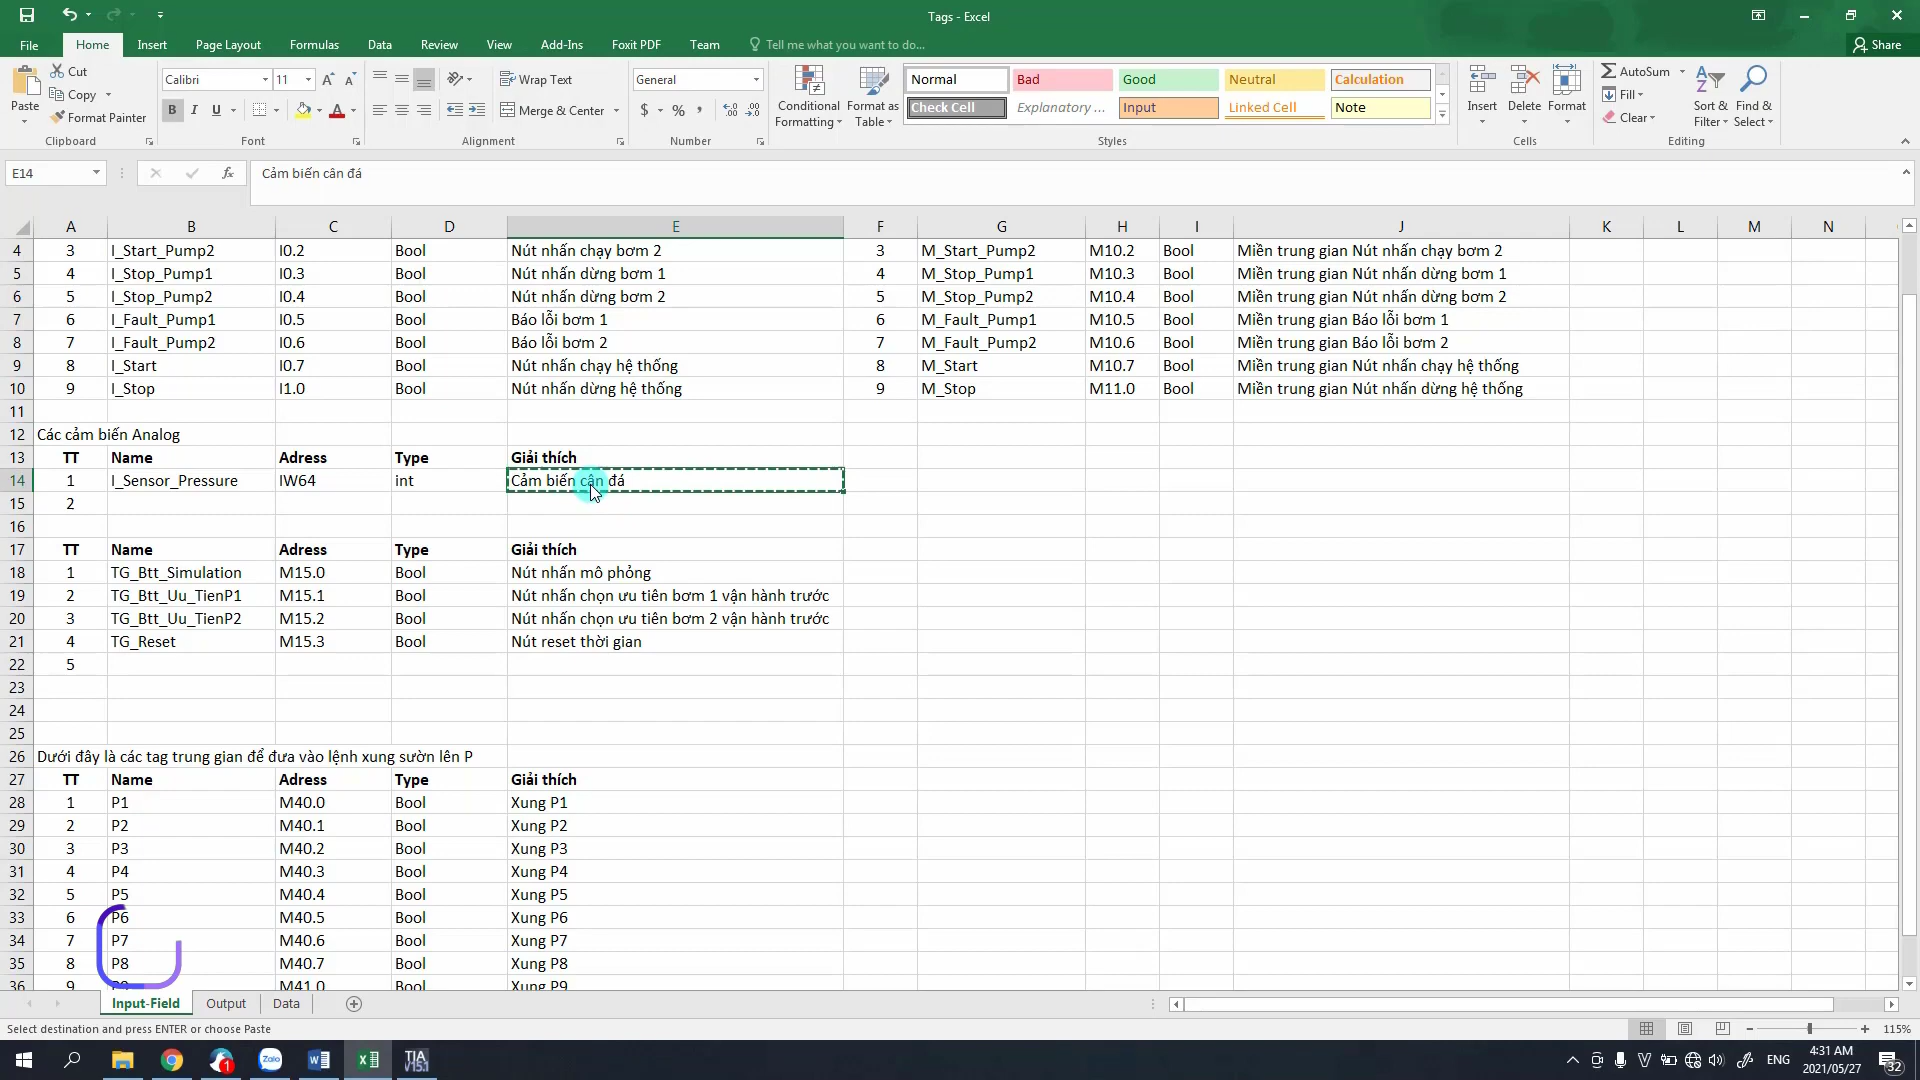 Tags - Excel
File Home Insert Page Layout Formulas Data Review View Add-Ins Foxit PDF Team Tell me what you want to do... Share
Paste Cut Copy Format Painter Clipboard
Calibri 11 B I U Font
Wrap Text Merge & Center Alignment
General $ % Number
Conditional Formatting Format as Table
Normal Bad Good Neutral Calculation
Check Cell Explanatory ... Input Linked Cell Note
Styles
Insert Delete Format Cells
AutoSum Fill Clear Sort & Filter Find & Select Editing
E14 fx Cảm biến cân đá
A B C D E F G H I J K L M N
4 3 I_Start_Pump2 I0.2 Bool Nút nhấn chạy bơm 2 3 M_Start_Pump2 M10.2 Bool Miền trung gian Nút nhấn chạy bơm 2
5 4 I_Stop_Pump1 I0.3 Bool Nút nhấn dừng bơm 1 4 M_Stop_Pump1 M10.3 Bool Miền trung gian Nút nhấn dừng bơm 1
6 5 I_Stop_Pump2 I0.4 Bool Nút nhấn dừng bơm 2 5 M_Stop_Pump2 M10.4 Bool Miền trung gian Nút nhấn dừng bơm 2
7 6 I_Fault_Pump1 I0.5 Bool Báo lỗi bơm 1 6 M_Fault_Pump1 M10.5 Bool Miền trung gian Báo lỗi bơm 1
8 7 I_Fault_Pump2 I0.6 Bool Báo lỗi bơm 2 7 M_Fault_Pump2 M10.6 Bool Miền trung gian Báo lỗi bơm 2
9 8 I_Start I0.7 Bool Nút nhấn chạy hệ thống 8 M_Start M10.7 Bool Miền trung gian Nút nhấn chạy hệ thống
10 9 I_Stop I1.0 Bool Nút nhấn dừng hệ thống 9 M_Stop M11.0 Bool Miền trung gian Nút nhấn dừng hệ thống
11
12 Các cảm biến Analog
13 TT Name Adress Type Giải thích
14 1 I_Sensor_Pressure IW64 int Cảm biến cân đá
15 2
16
17 TT Name Adress Type Giải thích
18 1 TG_Btt_Simulation M15.0 Bool Nút nhấn mô phỏng
19 2 TG_Btt_Uu_TienP1 M15.1 Bool Nút nhấn chọn ưu tiên bơm 1 vận hành trước
20 3 TG_Btt_Uu_TienP2 M15.2 Bool Nút nhấn chọn ưu tiên bơm 2 vận hành trước
21 4 TG_Reset M15.3 Bool Nút reset thời gian
22 5
23
24
25
26 Dưới đây là các tag trung gian để đưa vào lệnh xung sườn lên P
27 TT Name Adress Type Giải thích
28 1 P1 M40.0 Bool Xung P1
29 2 P2 M40.1 Bool Xung P2
30 3 P3 M40.2 Bool Xung P3
31 4 P4 M40.3 Bool Xung P4
32 5 P5 M40.4 Bool Xung P5
33 6 P6 M40.5 Bool Xung P6
34 7 P7 M40.6 Bool Xung P7
35 8 P8 M40.7 Bool Xung P8
36 9 P9 M41.0 Bool Xung P9
Input-Field Output Data
Select destination and press ENTER or choose Paste 115%
1 Zalo TIA V15.1 ENG 4:31 AM 32
2021/05/27